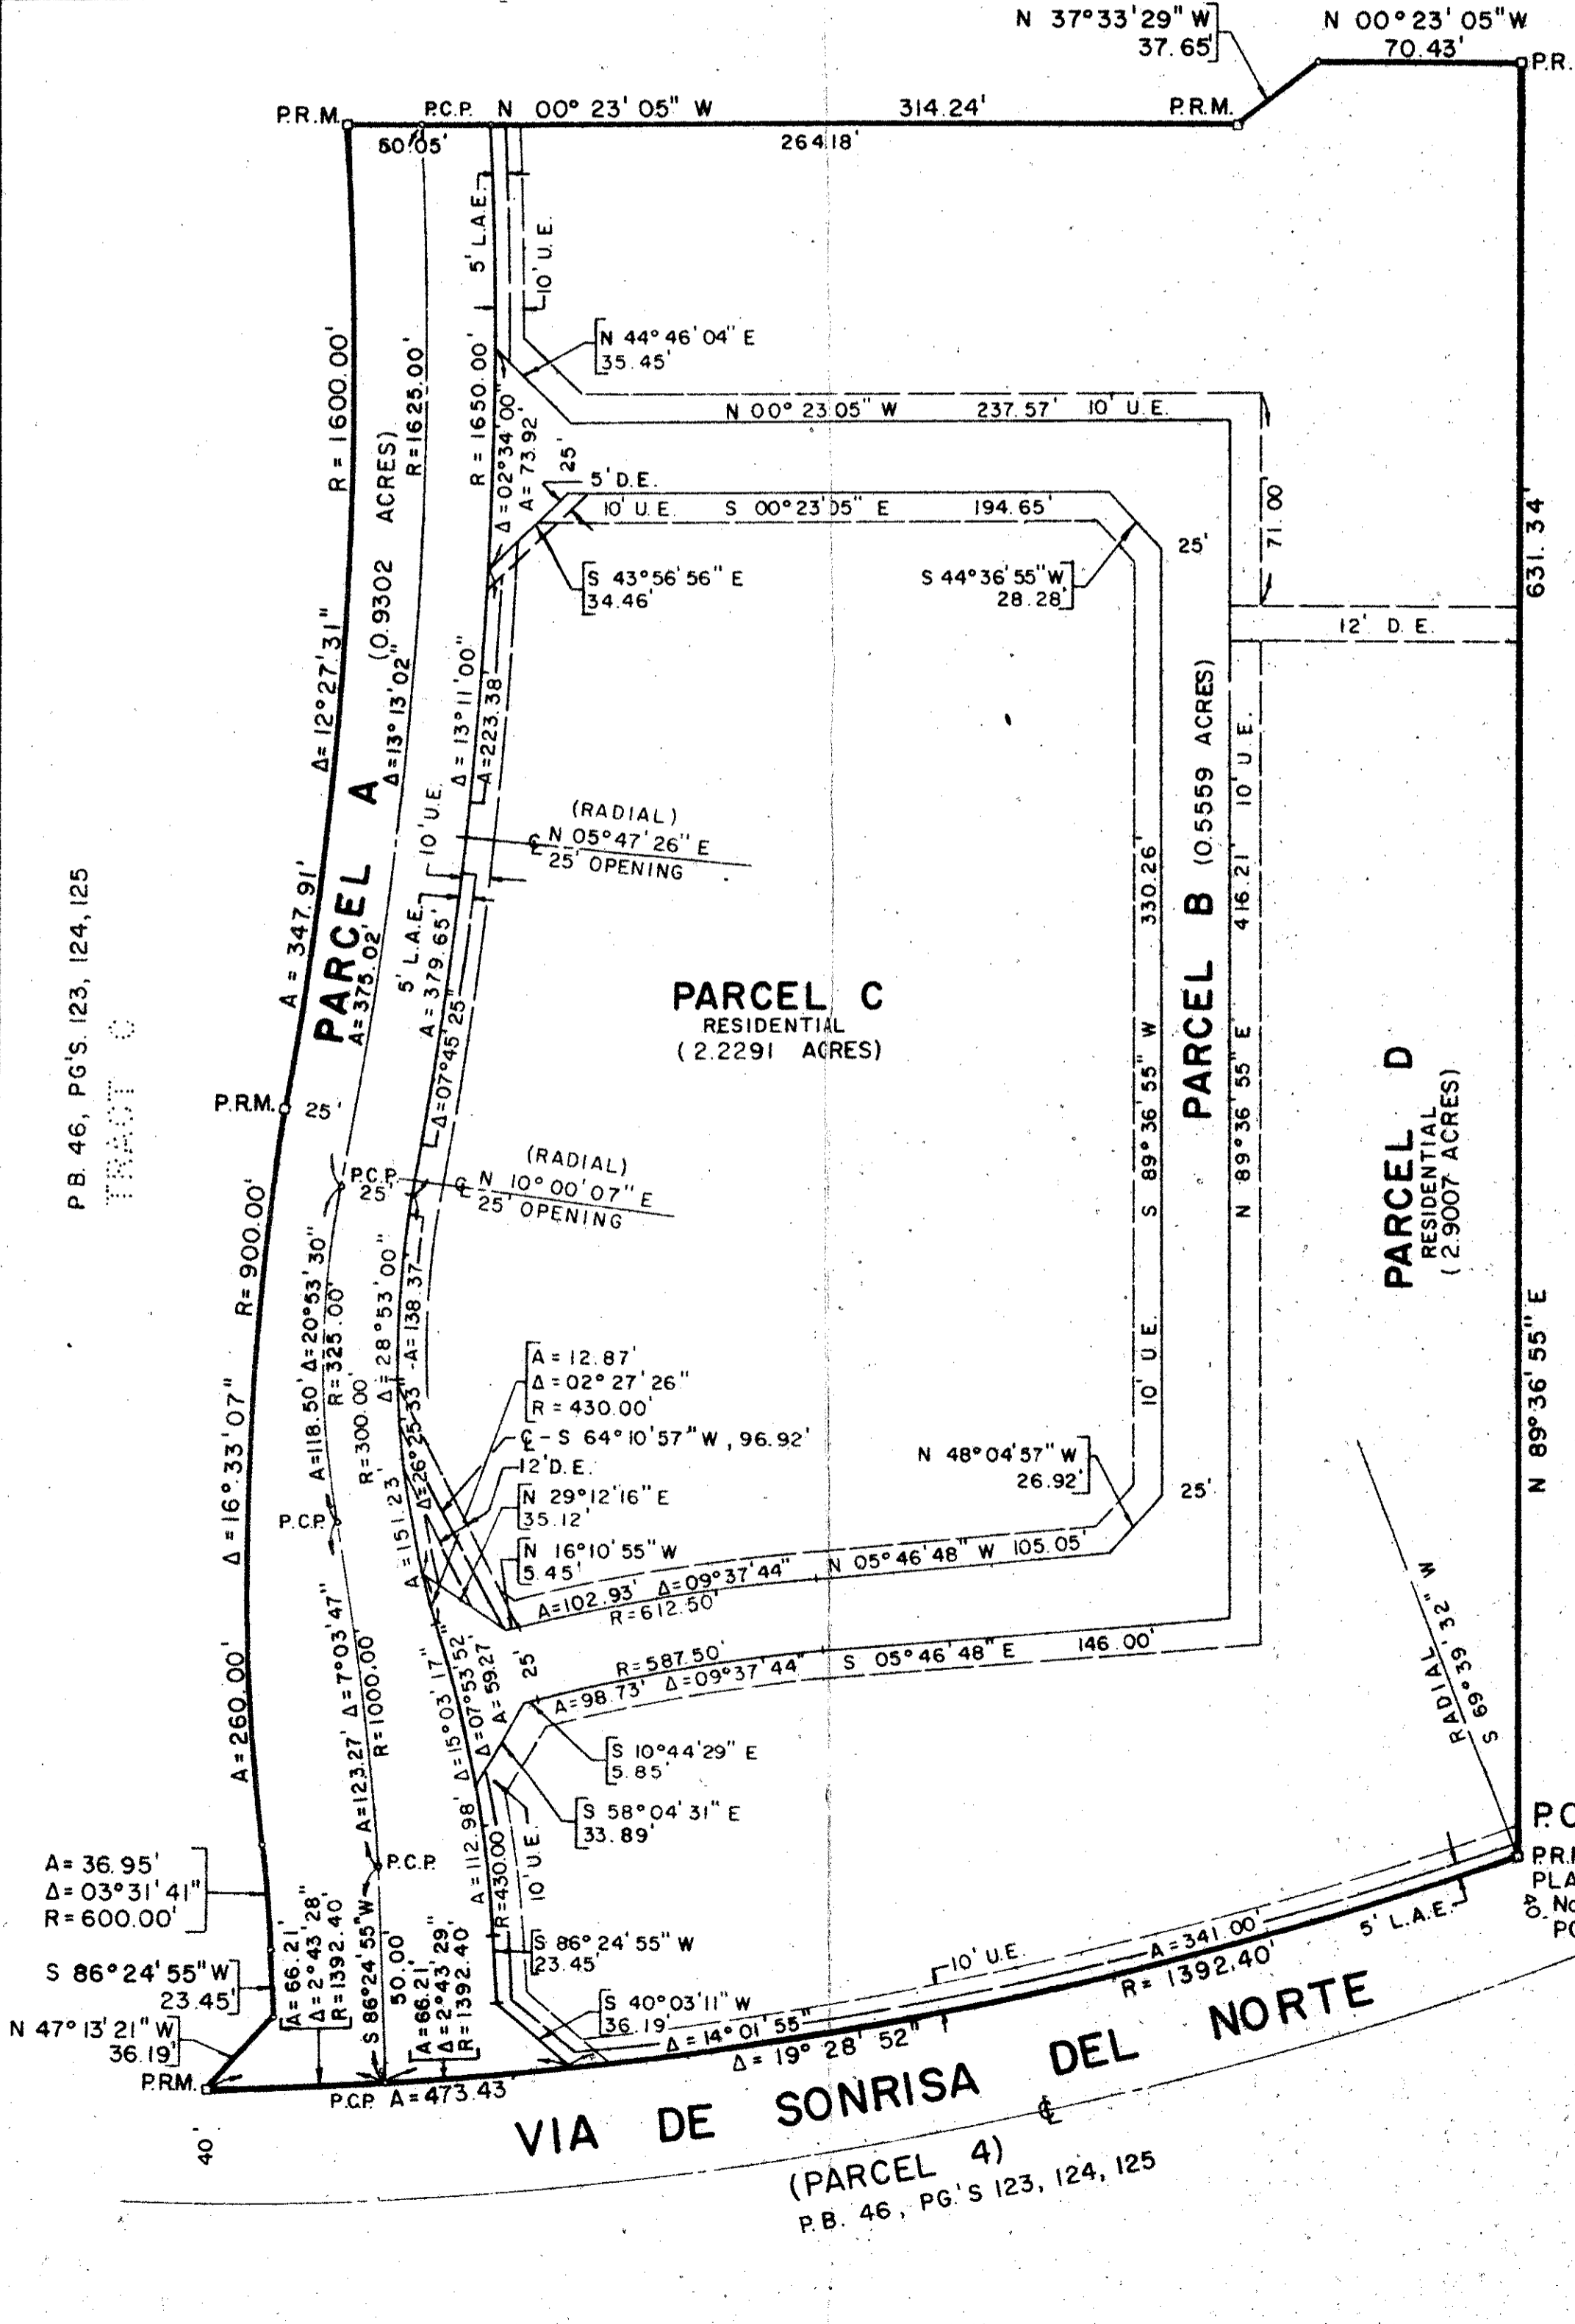 N 37°33'29" W
37.65'
N 00°23'05" W
70.43'
P.R.
P.R.M.
P.C.P.
N 00° 23' 05" W
314.24'
P.R.M.
50.05'
264.18'
5' L.A.E.
10' U.E.
N 44°46'04" E
35.45'
R = 1600.00'
R=1625.00'
R = 1650.00'
Δ=02°34'00"
A=73.92'
25'
N 00°23'05" W 237.57' 10' U.E.
5' D.E.
10' U.E. S 00°23'05" E 194.65'
S 43°56'56" E
34.46'
S 44°36'55" W
28.28'
25'
71.00
631.34'
12' D.E.
Δ=12°27'31"
PARCEL A
(0.9302 ACRES)
Δ=13°13'02"
Δ=13°11'00"
A=223.38'
10' U.E.
(RADIAL)
℄ N 05°47'26" E
25' OPENING
A = 347.91'
A=375.02'
5' L.A.E.
A=379.65'
Δ=07°45'25"
PARCEL C
RESIDENTIAL
(2.2291 ACRES)
330.26'
PARCEL B (0.5559 ACRES)
416.21' 10' U.E.
S 89°36'55" W
N 89°36'55" E
PARCEL D
RESIDENTIAL
(2.9007 ACRES)
P.B. 46, PG'S. 123, 124, 125
TRACT C
P.R.M.
25'
P.C.P.
25'
(RADIAL)
℄ N 10°00'07" E
25' OPENING
R=900.00'
A=118.50' Δ=20°53'30"
R=325.00'
R=300.00'
Δ=28°53'00"
Δ=26°25'33" A=138.37'
A=12.87'
Δ=02°27'26"
R=430.00'
℄ - S 64°10'57" W, 96.92'
12' D.E.
N 29°12'16" E
35.12'
N 16°10'55" W
5.45'
10' U.E.
N 48°04'57" W
26.92'
25'
N 89°36'55" E
Δ=16°33'07"
P.C.P.
A=151.23'
A=102.93' Δ=09°37'44" N 05°46'48" W 105.05'
R=612.50'
A=123.27' Δ=7°03'47"
R=1000.00'
Δ=15°03'17"
Δ=07°53'52"
A=59.27
25'
R=587.50'
A=98.73' Δ=09°37'44" S 05°46'48" E 146.00'
RADIAL
S 69°39'32" W
A=260.00'
S 10°44'29" E
5.85'
S 58°04'31" E
33.89'
A=112.98'
R=430.00'
10' U.E.
P.C.P.
A=36.95'
Δ=03°31'41"
R=600.00'
S 86°24'55" W
23.45'
N 47°13'21" W
36.19'
A=66.21'
Δ=2°43'28"
R=1392.40'
S 86°24'55" W
50.00'
A=66.21'
Δ=2°43'29"
R=1392.40'
S 86°24'55" W
23.45'
S 40°03'11" W
36.19'
10' U.E.
A=341.00'
R=1392.40'
5' L.A.E.
P.O
P.R.
PLA
No
PO
Δ=14°01'55"
Δ=19°28'52"
P.R.M.
P.C.P. A=473.43'
40'
VIA DE SONRISA DEL NORTE
℄
(PARCEL 4)
P.B. 46, PG.'S 123, 124, 125